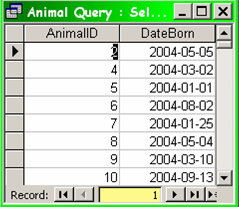 Animal Query : Sel...
AnimalID DateBorn
2 2004-05-05
4 2004-03-02
5 2004-01-01
6 2004-08-02
7 2004-01-25
8 2004-05-04
9 2004-03-10
10 2004-09-13
Record: 1